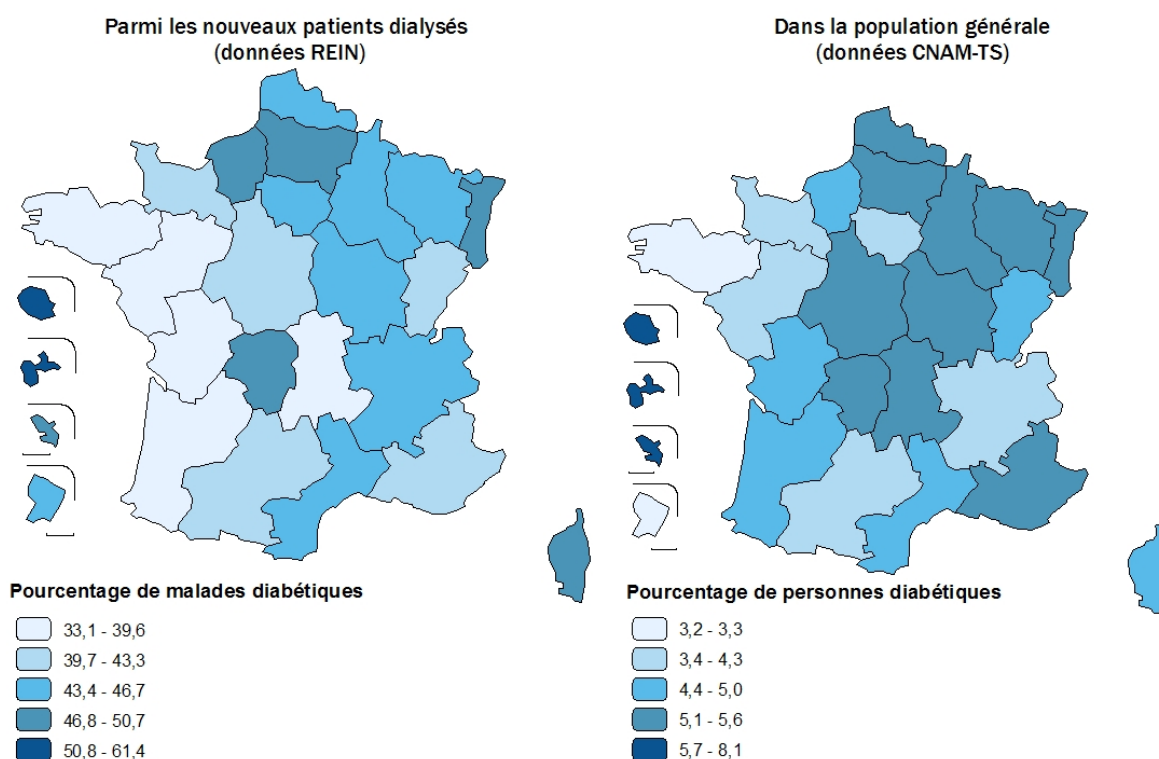 Parmi les nouveaux patients dialysés
(données REIN)
Dans la population générale
(données CNAM-TS)
Pourcentage de malades diabétiques
33,1 - 39,6
39,7 - 43,3
43,4 - 46,7
46,8 - 50,7
50,8 - 61,4
Pourcentage de personnes diabétiques
3,2 - 3,3
3,4 - 4,3
4,4 - 5,0
5,1 - 5,6
5,7 - 8,1